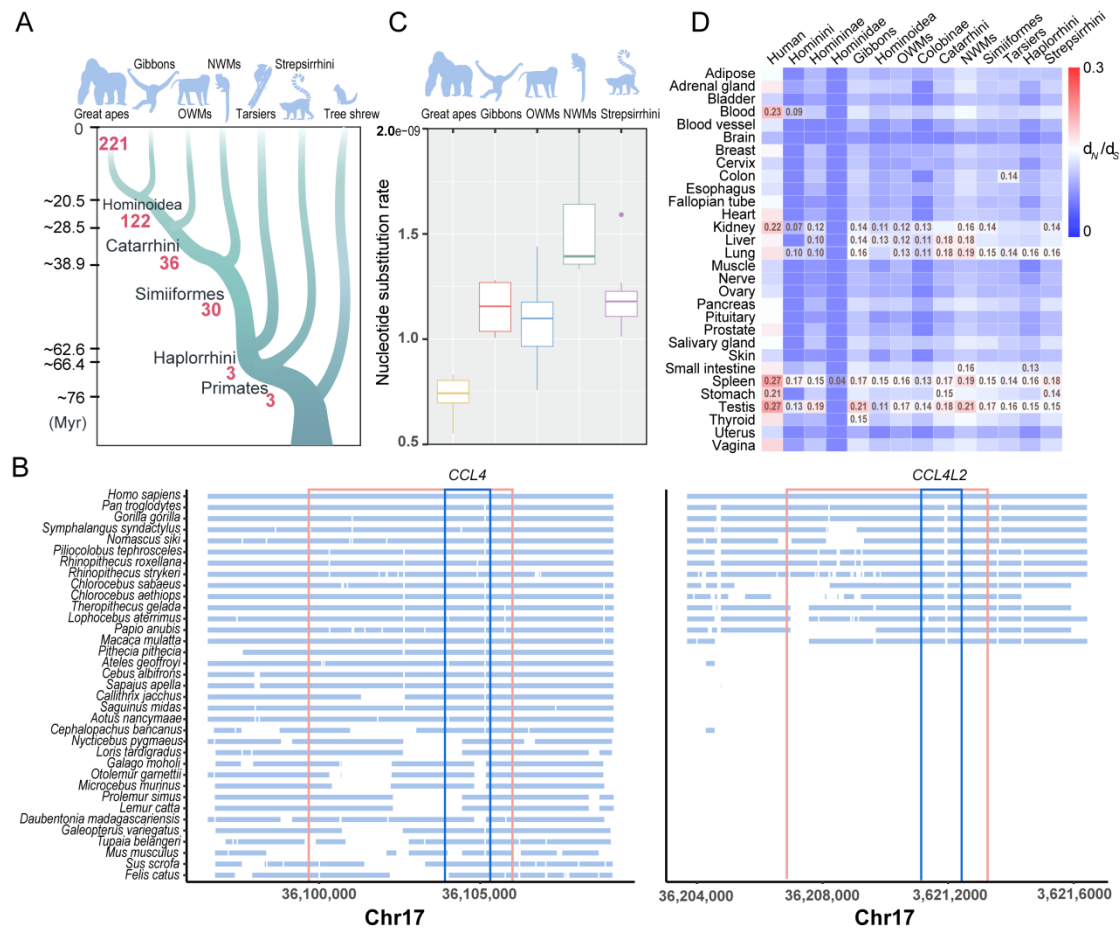 A
Gibbons
NWMs
Strepsirrhini
Great apes
OWMs
Tarsiers
Tree shrew
0
221
~20.5
Hominoidea
122
~28.5
Catarrhini
36
~38.9
Simiiformes
30
~62.6
Haplorrhini
3
~66.4
Primates
3
~76
(Myr)
C
Great apes
Gibbons
OWMs
NWMs
Strepsirrhini
2.0e-09
1.5
1.0
0.5
Nucleotide substitution rate
D
Human
Hominini
Homininae
Hominidae
Gibbons
Hominoidea
OWMs
Colobinae
Catarrhini
NWMs
Simiiformes
Tarsiers
Haplorrhini
Strepsirrhini
Adipose
Adrenal gland
Bladder
Blood 0.23 0.09
Blood vessel
Brain
Breast
Cervix
Colon 0.14
Esophagus
Fallopian tube
Heart
Kidney 0.22 0.07 0.12 0.14 0.11 0.12 0.13 0.16 0.14 0.14
Liver 0.10 0.14 0.13 0.12 0.11 0.18 0.18
Lung 0.10 0.10 0.16 0.13 0.11 0.18 0.19 0.15 0.14 0.16 0.16
Muscle
Nerve
Ovary
Pancreas
Pituitary
Prostate
Salivary gland
Skin
Small intestine 0.16 0.13
Spleen 0.27 0.17 0.15 0.04 0.17 0.15 0.16 0.13 0.17 0.19 0.15 0.14 0.16 0.18
Stomach 0.21 0.15 0.14
Testis 0.27 0.13 0.19 0.21 0.11 0.17 0.14 0.18 0.21 0.17 0.16 0.15 0.15
Thyroid 0.15
Uterus
Vagina
0.3
dN/dS
0
B
CCL4
CCL4L2
Homo sapiens
Pan troglodytes
Gorilla gorilla
Symphalangus syndactylus
Nomascus siki
Piliocolobus tephrosceles
Rhinopithecus roxellana
Rhinopithecus strykeri
Chlorocebus sabaeus
Chlorocebus aethiops
Theropithecus gelada
Lophocebus aterrimus
Papio anubis
Macaca mulatta
Pithecia pithecia
Ateles geoffroyi
Cebus albifrons
Sapajus apella
Callithrix jacchus
Saguinus midas
Aotus nancymaae
Cephalopachus bancanus
Nycticebus pygmaeus
Loris tardigradus
Galago moholi
Otolemur garnettii
Microcebus murinus
Prolemur simus
Lemur catta
Daubentonia madagascariensis
Galeopterus variegatus
Tupaia belangeri
Mus musculus
Sus scrofa
Felis catus
36,100,000 36,105,000
Chr17
36,204,000 36,208,000 3,621,2000 3,621,6000
Chr17